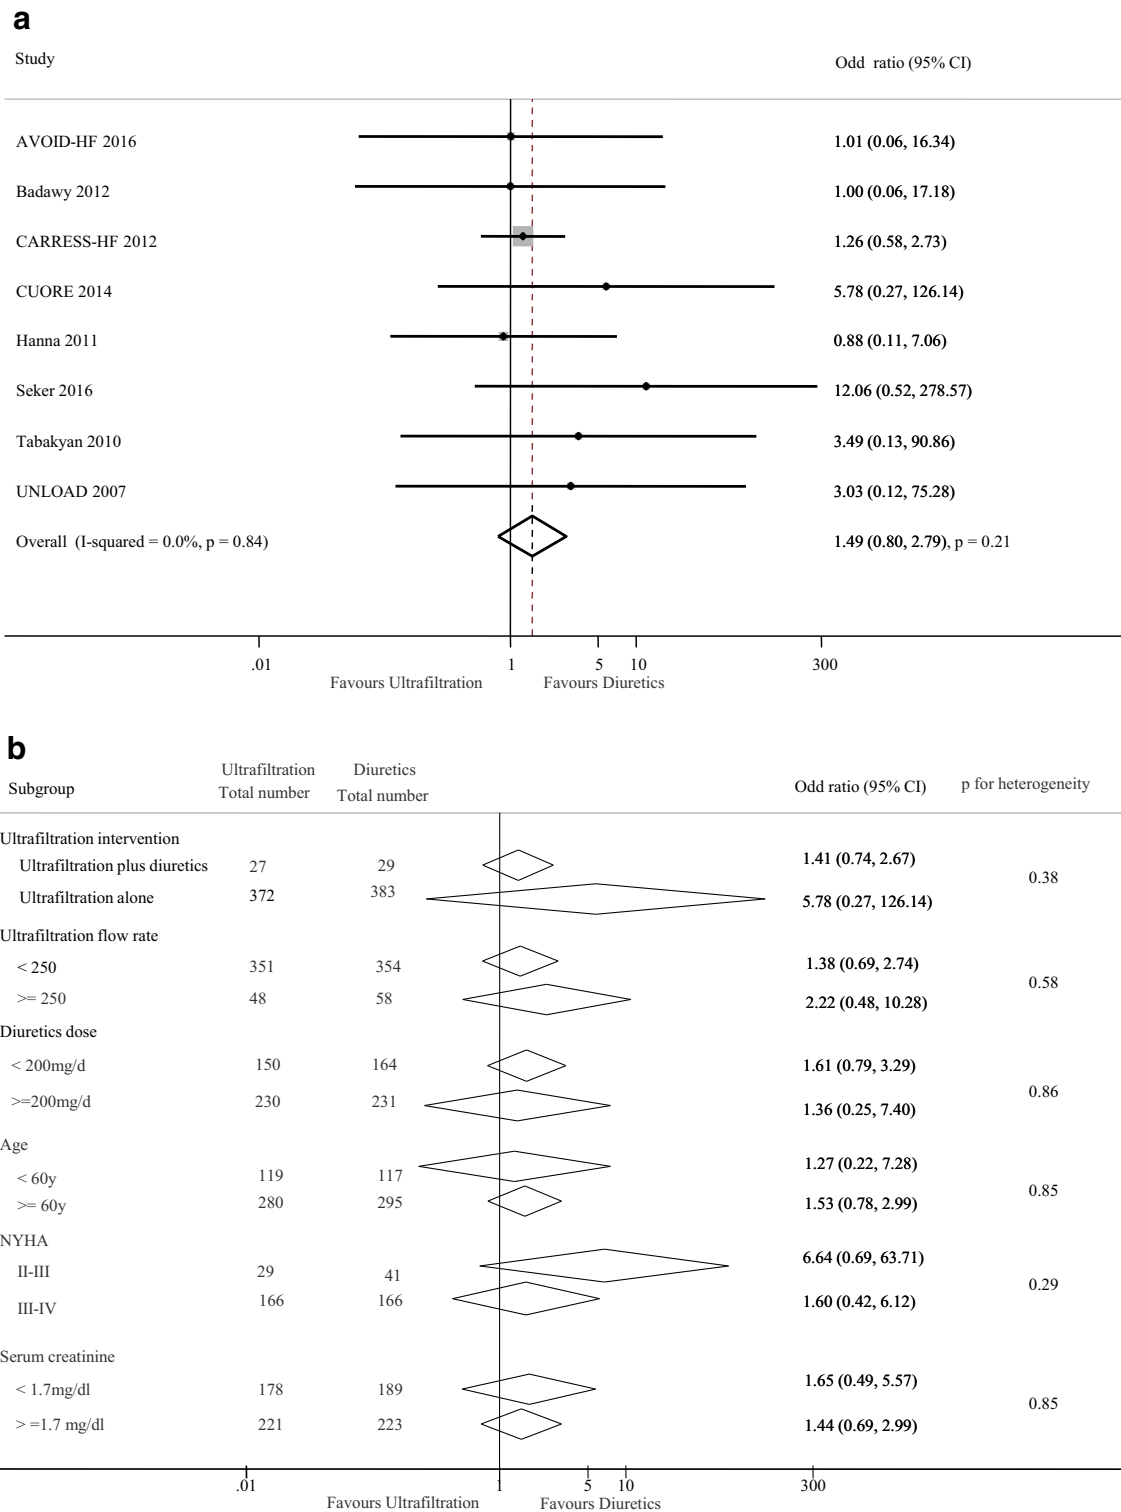 a
Study Odd ratio (95% CI)
AVOID-HF 2016 1.01 (0.06, 16.34)
Badawy 2012 1.00 (0.06, 17.18)
CARRESS-HF 2012 1.26 (0.58, 2.73)
CUORE 2014 5.78 (0.27, 126.14)
Hanna 2011 0.88 (0.11, 7.06)
Seker 2016 12.06 (0.52, 278.57)
Tabakyan 2010 3.49 (0.13, 90.86)
UNLOAD 2007 3.03 (0.12, 75.28)
Overall (I-squared = 0.0%, p = 0.84) 1.49 (0.80, 2.79), p = 0.21
.01 1 5 10 300
Favours Ultrafiltration Favours Diuretics
b
Ultrafiltration Diuretics
Subgroup Total number Total number Odd ratio (95% CI) p for heterogeneity
Ultrafiltration intervention
Ultrafiltration plus diuretics 27 29 1.41 (0.74, 2.67)
0.38
Ultrafiltration alone 372 383 5.78 (0.27, 126.14)
Ultrafiltration flow rate
< 250 351 354 1.38 (0.69, 2.74)
0.58
>= 250 48 58 2.22 (0.48, 10.28)
Diuretics dose
< 200mg/d 150 164 1.61 (0.79, 3.29)
0.86
>=200mg/d 230 231 1.36 (0.25, 7.40)
Age
< 60y 119 117 1.27 (0.22, 7.28)
0.85
>= 60y 280 295 1.53 (0.78, 2.99)
NYHA
II-III 29 41 6.64 (0.69, 63.71)
0.29
III-IV 166 166 1.60 (0.42, 6.12)
Serum creatinine
< 1.7mg/dl 178 189 1.65 (0.49, 5.57)
0.85
> =1.7 mg/dl 221 223 1.44 (0.69, 2.99)
.01 1 5 10 300
Favours Ultrafiltration Favours Diuretics